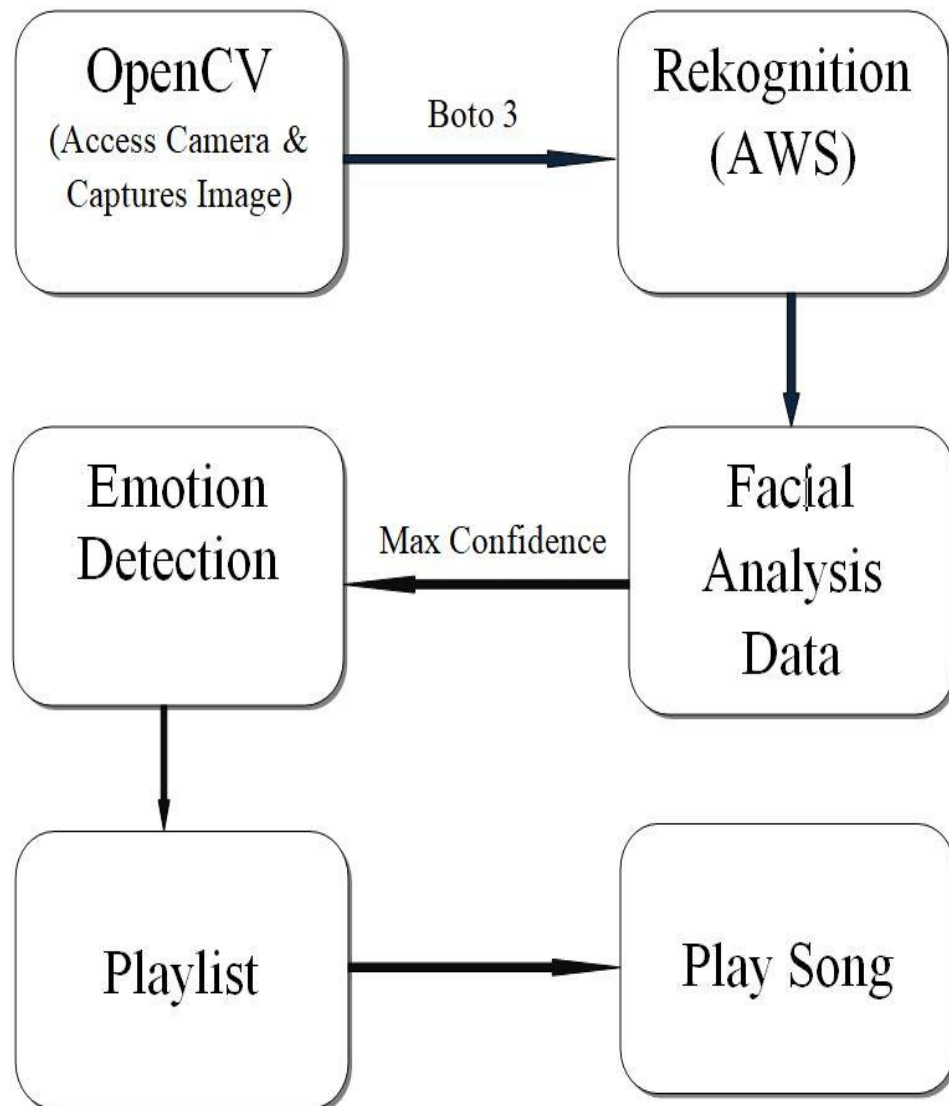 OpenCV
(Access Camera &
Captures Image)
Boto 3
Rekognition
(AWS)
Facial
Analysis
Data
Max Confidence
Emotion
Detection
Playlist
Play Song